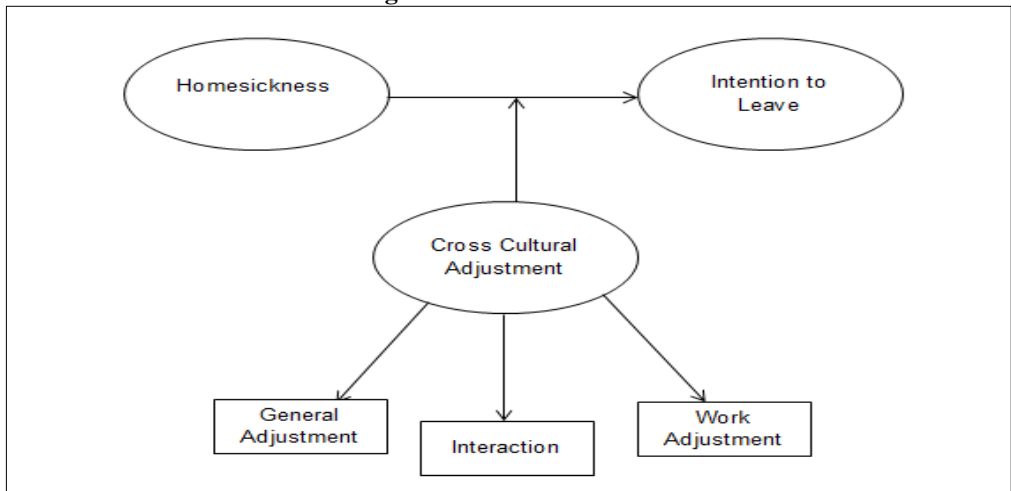 Homesickness
Intention to
Leave
Cross Cultural
Adjustment
General
Adjustment
Interaction
Work
Adjustment